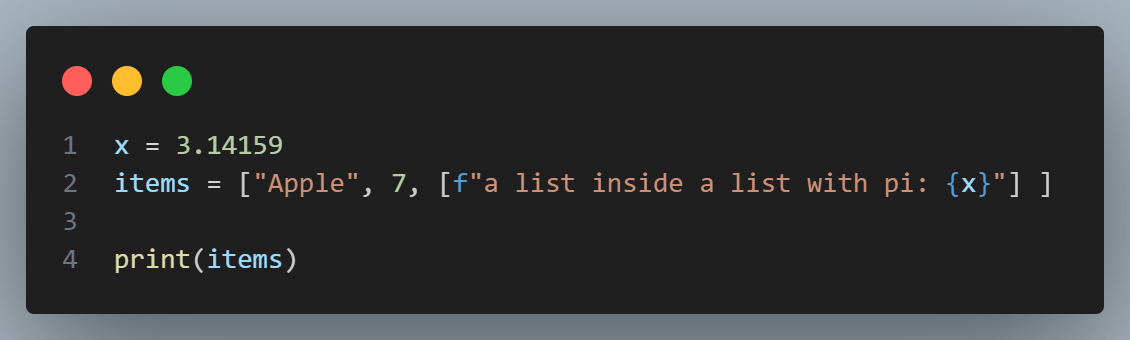 1 x = 3.14159
2 items = ["Apple", 7, [f"a list inside a list with pi: {x}"] ]
3
4 print(items)